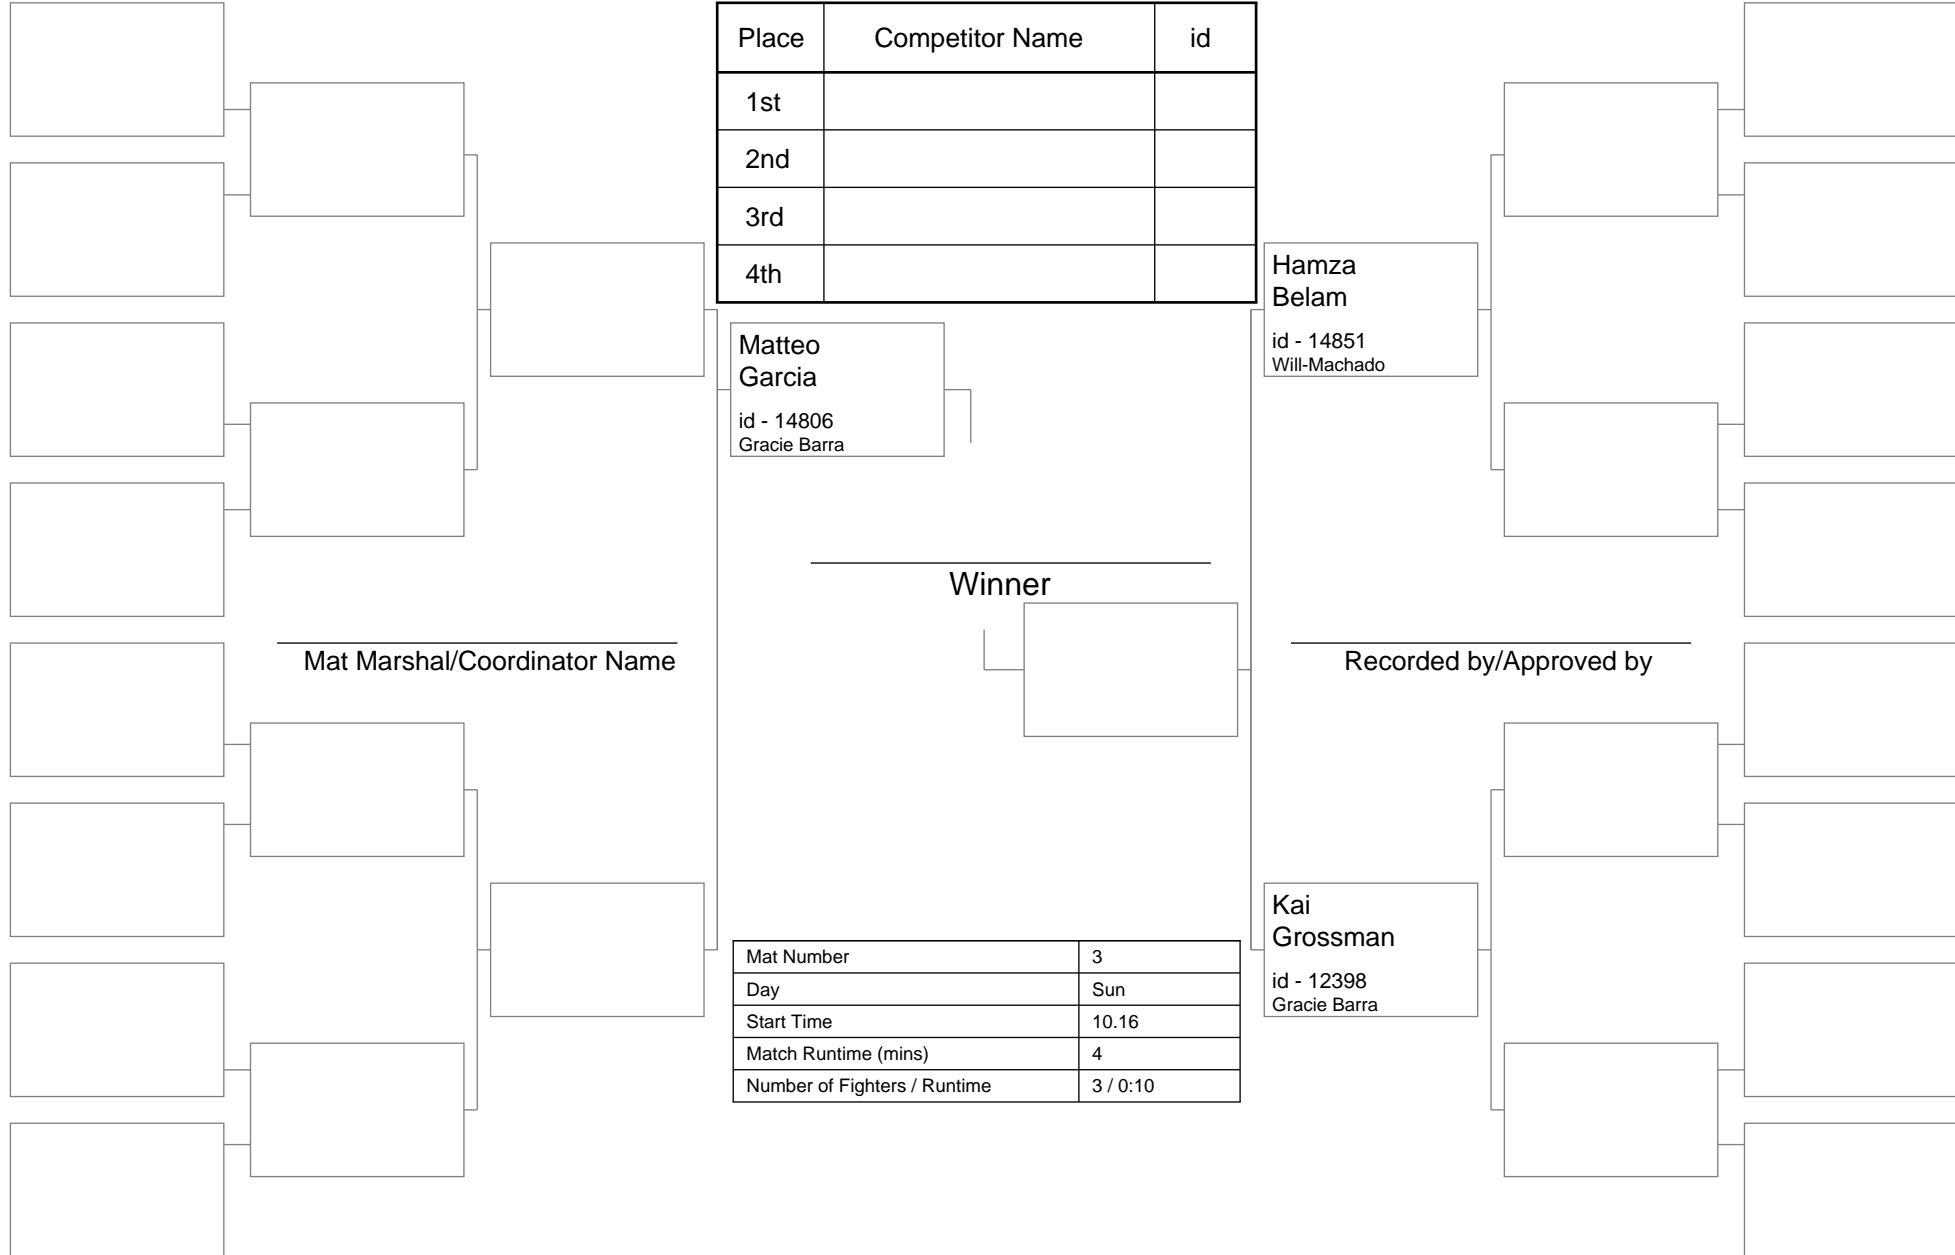 Place Competitor Name id
1st
2nd
3rd
4th
Hamza
Belam
id - 14851
Will-Machado
Matteo
Garcia
id - 14806
Gracie Barra
Winner
Mat Marshal/Coordinator Name
Recorded by/Approved by
Kai
Grossman
id - 12398
Gracie Barra
Mat Number 3
Day Sun
Start Time 10.16
Match Runtime (mins) 4
Number of Fighters / Runtime 3 / 0:10